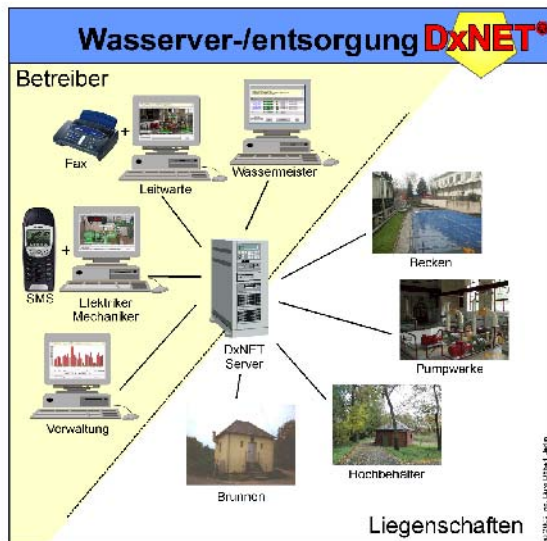 Wasserver-/entsorgung DxNET®
Betreiber
Fax
+
Leitwarte
Wassermeister
SMS
+
Elektriker
Mechaniker
Verwaltung
DxNET
Server
Becken
Pumpwerke
Hochbehälter
Brunnen
Liegenschaften